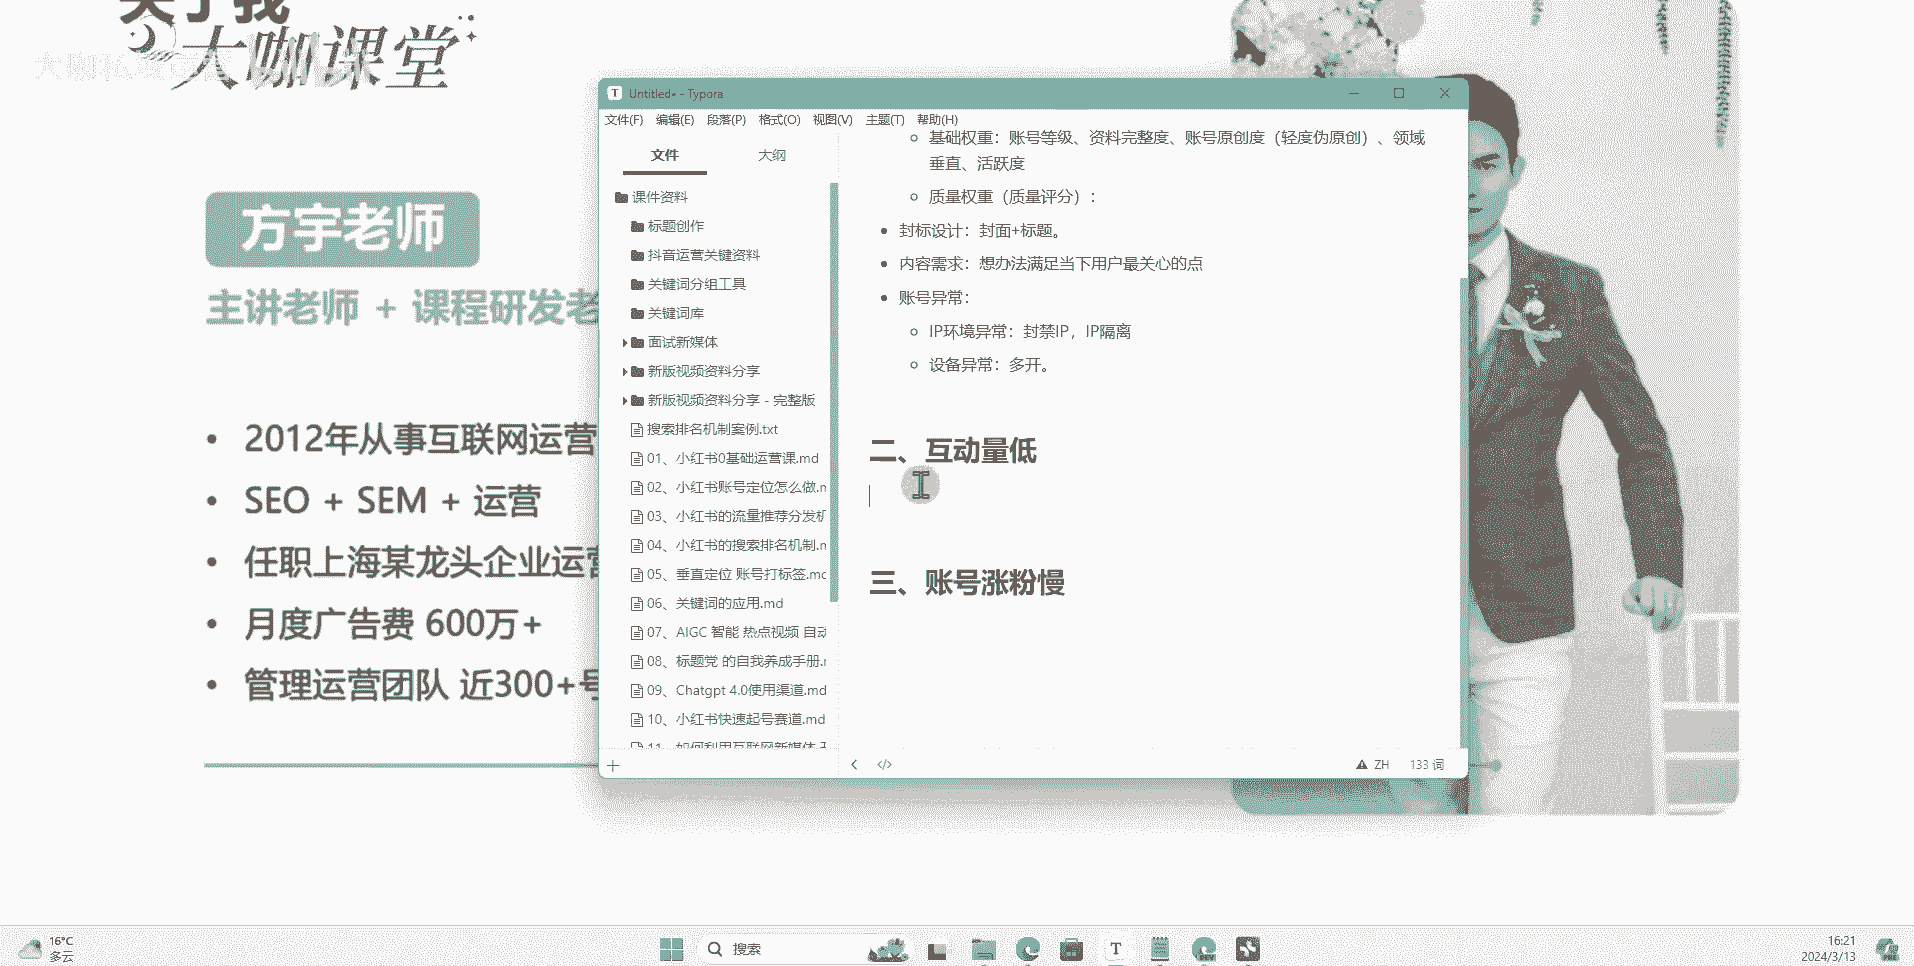 关于我
大咖课堂
方宇老师
主讲老师 + 课程研发老
• 2012年从事互联网运营
• SEO + SEM + 运营
• 任职上海某龙头企业运营
• 月度广告费 600万+
• 管理运营团队 近300+号
Untitled• - Typora
文件(F) 编辑(E) 段落(P) 格式(O) 视图(V) 主题(T) 帮助(H)
文件 大纲
课件资料
标题创作
抖音运营关键资料
关键词分组工具
关键词库
面试新媒体
新版视频资料分享
新版视频资料分享 - 完整版
搜索排名机制案例.txt
01、小红书0基础运营课.md
02、小红书账号定位怎么做.m
03、小红书的流量推荐分发机
04、小红书的搜索排名机制.m
05、垂直定位 账号打标签.md
06、关键词的应用.md
07、AIGC 智能 热点视频 自动
08、标题党 的自我养成手册.m
09、Chatgpt 4.0使用渠道.md
10、小红书快速起号赛道.md
11、如何利用互联网新媒体
基础权重：账号等级、资料完整度、账号原创度（轻度伪原创）、领域
垂直、活跃度
质量权重（质量评分）：
封标设计：封面+标题。
内容需求：想办法满足当下用户最关心的点
账号异常：
IP环境异常：封禁IP，IP隔离
设备异常：多开。
二、互动量低
三、账号涨粉慢
ZH 133 词
16°C
多云
搜索
16:21
2024/3/13